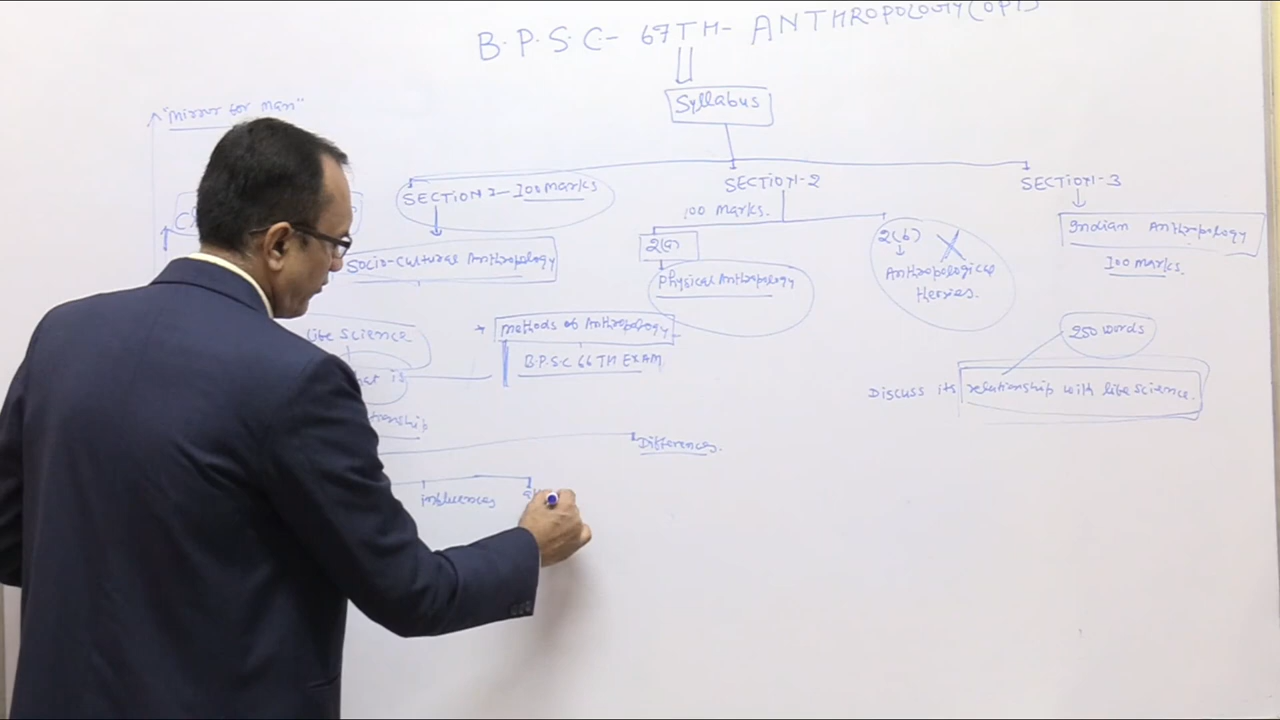 B.P.S.C- 67TH- ANTHROPOLOGY(OPT)
Syllabus
"mirror for man"
SECTION 1- 100 marks
Socio-Cultural Anthropology
SECTION-2
100 marks.
2(a)
Physical Anthropology
2(b) X
Anthropological
theories.
SECTION-3
Indian Anthropology
100 marks.
life science
methods of Anthropology
B.P.S.C 66TH EXAM
250 words
Discuss its relationship with life science.
Differences.
influences